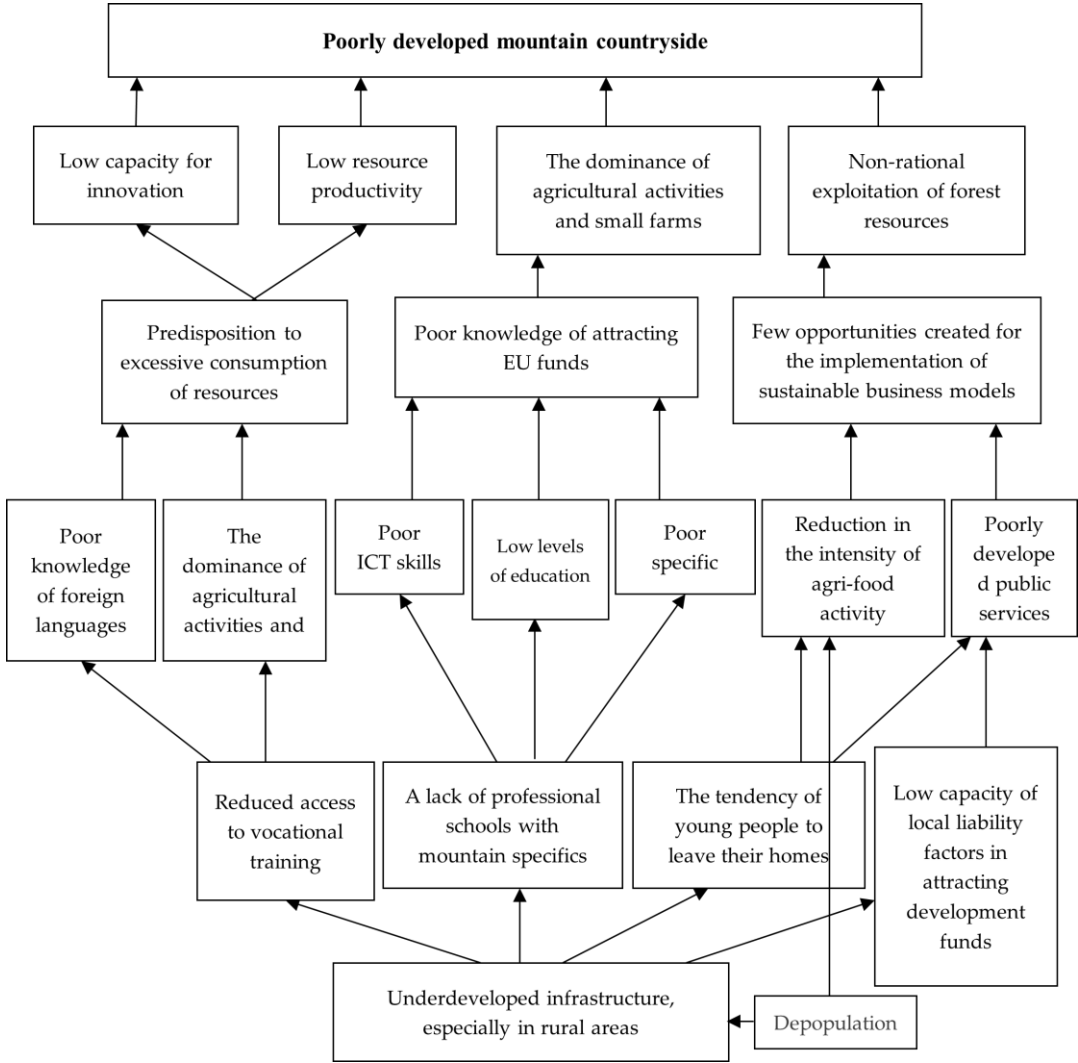 Poorly developed mountain countryside
Low capacity for
innovation
Low resource
productivity
The dominance of
agricultural activities
and small farms
Non-rational
exploitation of forest
resources
Predisposition to
excessive consumption
of resources
Poor knowledge of attracting
EU funds
Few opportunities created for
the implementation of
sustainable business models
Poor
knowledge
of foreign
languages
The
dominance of
agricultural
activities and
Poor
ICT skills
Low levels
of education
Poor
specific
Reduction in
the intensity of
agri-food
activity
Poorly
develope
d public
services
Reduced access
to vocational
training
A lack of professional
schools with
mountain specifics
The tendency of
young people to
leave their homes
Low capacity of
local liability
factors in
attracting
development
funds
Underdeveloped infrastructure,
especially in rural areas
Depopulation